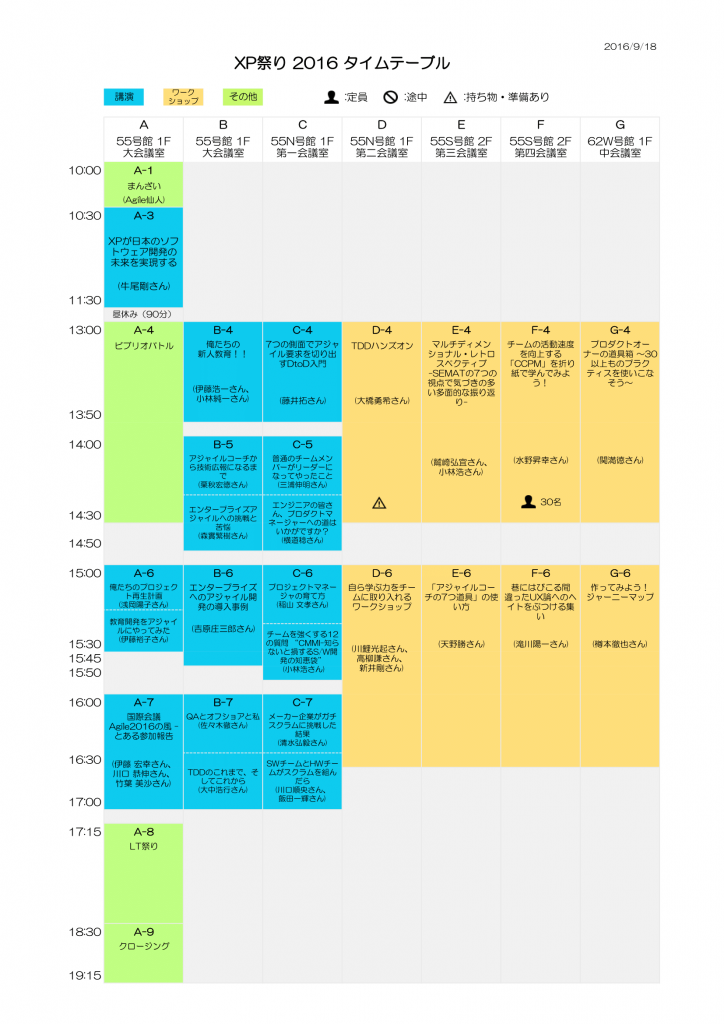 2016/9/18
XP祭り 2016 タイムテーブル
講演
ワーク
ショップ
その他
:定員
:途中
:持ち物・準備あり
A
55号館 1F
大会議室
B
55号館 1F
大会議室
C
55N号館 1F
第一会議室
D
55N号館 1F
第二会議室
E
55S号館 2F
第三会議室
F
55S号館 2F
第四会議室
G
62W号館 1F
中会議室
10:00
A-1
まんざい
(Agile仙人)
10:30
A-3
XPが日本のソフ
トウェア開発の
未来を実現する
(牛尾剛さん)
11:30
昼休み（90分）
13:00
A-4
ビブリオバトル
B-4
俺たちの
新人教育！！
(伊藤浩一さん、
小林純一さん)
C-4
7つの側面でアジャ
イル要求を切り出
すDtoD入門
(藤井拓さん)
D-4
TDDハンズオン
(大橋勇希さん)
E-4
マルチディメン
ショナル・レトロ
スペクティブ
-SEMATの7つの
視点で気づきの多
い多面的な振り返
り-
(鷲崎弘宜さん、
小林浩さん)
F-4
チームの活動速度
を向上する
「CCPM」を折り
紙で学んでみよ
う！
(水野昇幸さん)
30名
G-4
プロダクトオー
ナーの道具箱 〜30
以上ものプラク
ティスを使いこな
そう〜
(関満徳さん)
13:50
14:00
B-5
アジャイルコーチか
ら技術広報になるま
で
(栗秋宏徳さん)
エンタープライズア
ジャイルへの挑戦と
苦悩
(森實繁樹さん)
C-5
普通のチームメン
バーがリーダーに
なってやったこと
(三浦伸明さん)
エンジニアの皆さ
ん、プロダクトマ
ネージャーへの道は
いかがですか？
(横道稔さん)
14:30
14:50
15:00
A-6
俺たちのプロジェク
ト再生計画
(浅岡陽子さん)
教育開発をアジャイ
ルにやってみた
(伊藤裕子さん)
B-6
エンタープライズ
へのアジャイル開
発の導入事例
(吉原庄三郎さん)
C-6
プロジェクトマネー
ジャの育て方
(稲山 文孝さん)
チームを強くする12
の質問 “CMMI-知ら
ないと損するS/W開
発の知恵袋”
(小林浩さん)
D-6
自ら学ぶ力をチー
ムに取り入れる
ワークショップ
(川鯉光起さん、
高柳謙さん、
新井剛さん)
E-6
「アジャイルコー
チの7つ道具」の使
い方
(天野勝さん)
F-6
巷にはびこる間
違ったUX論へのヘ
イトをぶつける集
い
(滝川陽一さん)
G-6
作ってみよう！
ジャーニーマップ
(樽本徹也さん)
15:30
15:45
15:50
16:00
A-7
国際会議
Agile2016の風 -
とある参加報告
(伊藤 宏幸さん、
川口 恭伸さん、
竹葉 美沙さん)
B-7
QAとオフショアと私
(佐々木徹さん)
TDDのこれまで、そ
してこれから
(大中浩行さん)
C-7
メーカー企業がガチ
スクラムに挑戦した
結果
(清水弘毅さん)
SWチームとHWチー
ムがスクラムを組ん
だら
(川口順央さん、
飯田一輝さん)
16:30
17:00
17:15
A-8
LT祭り
18:30
A-9
クロージング
19:15